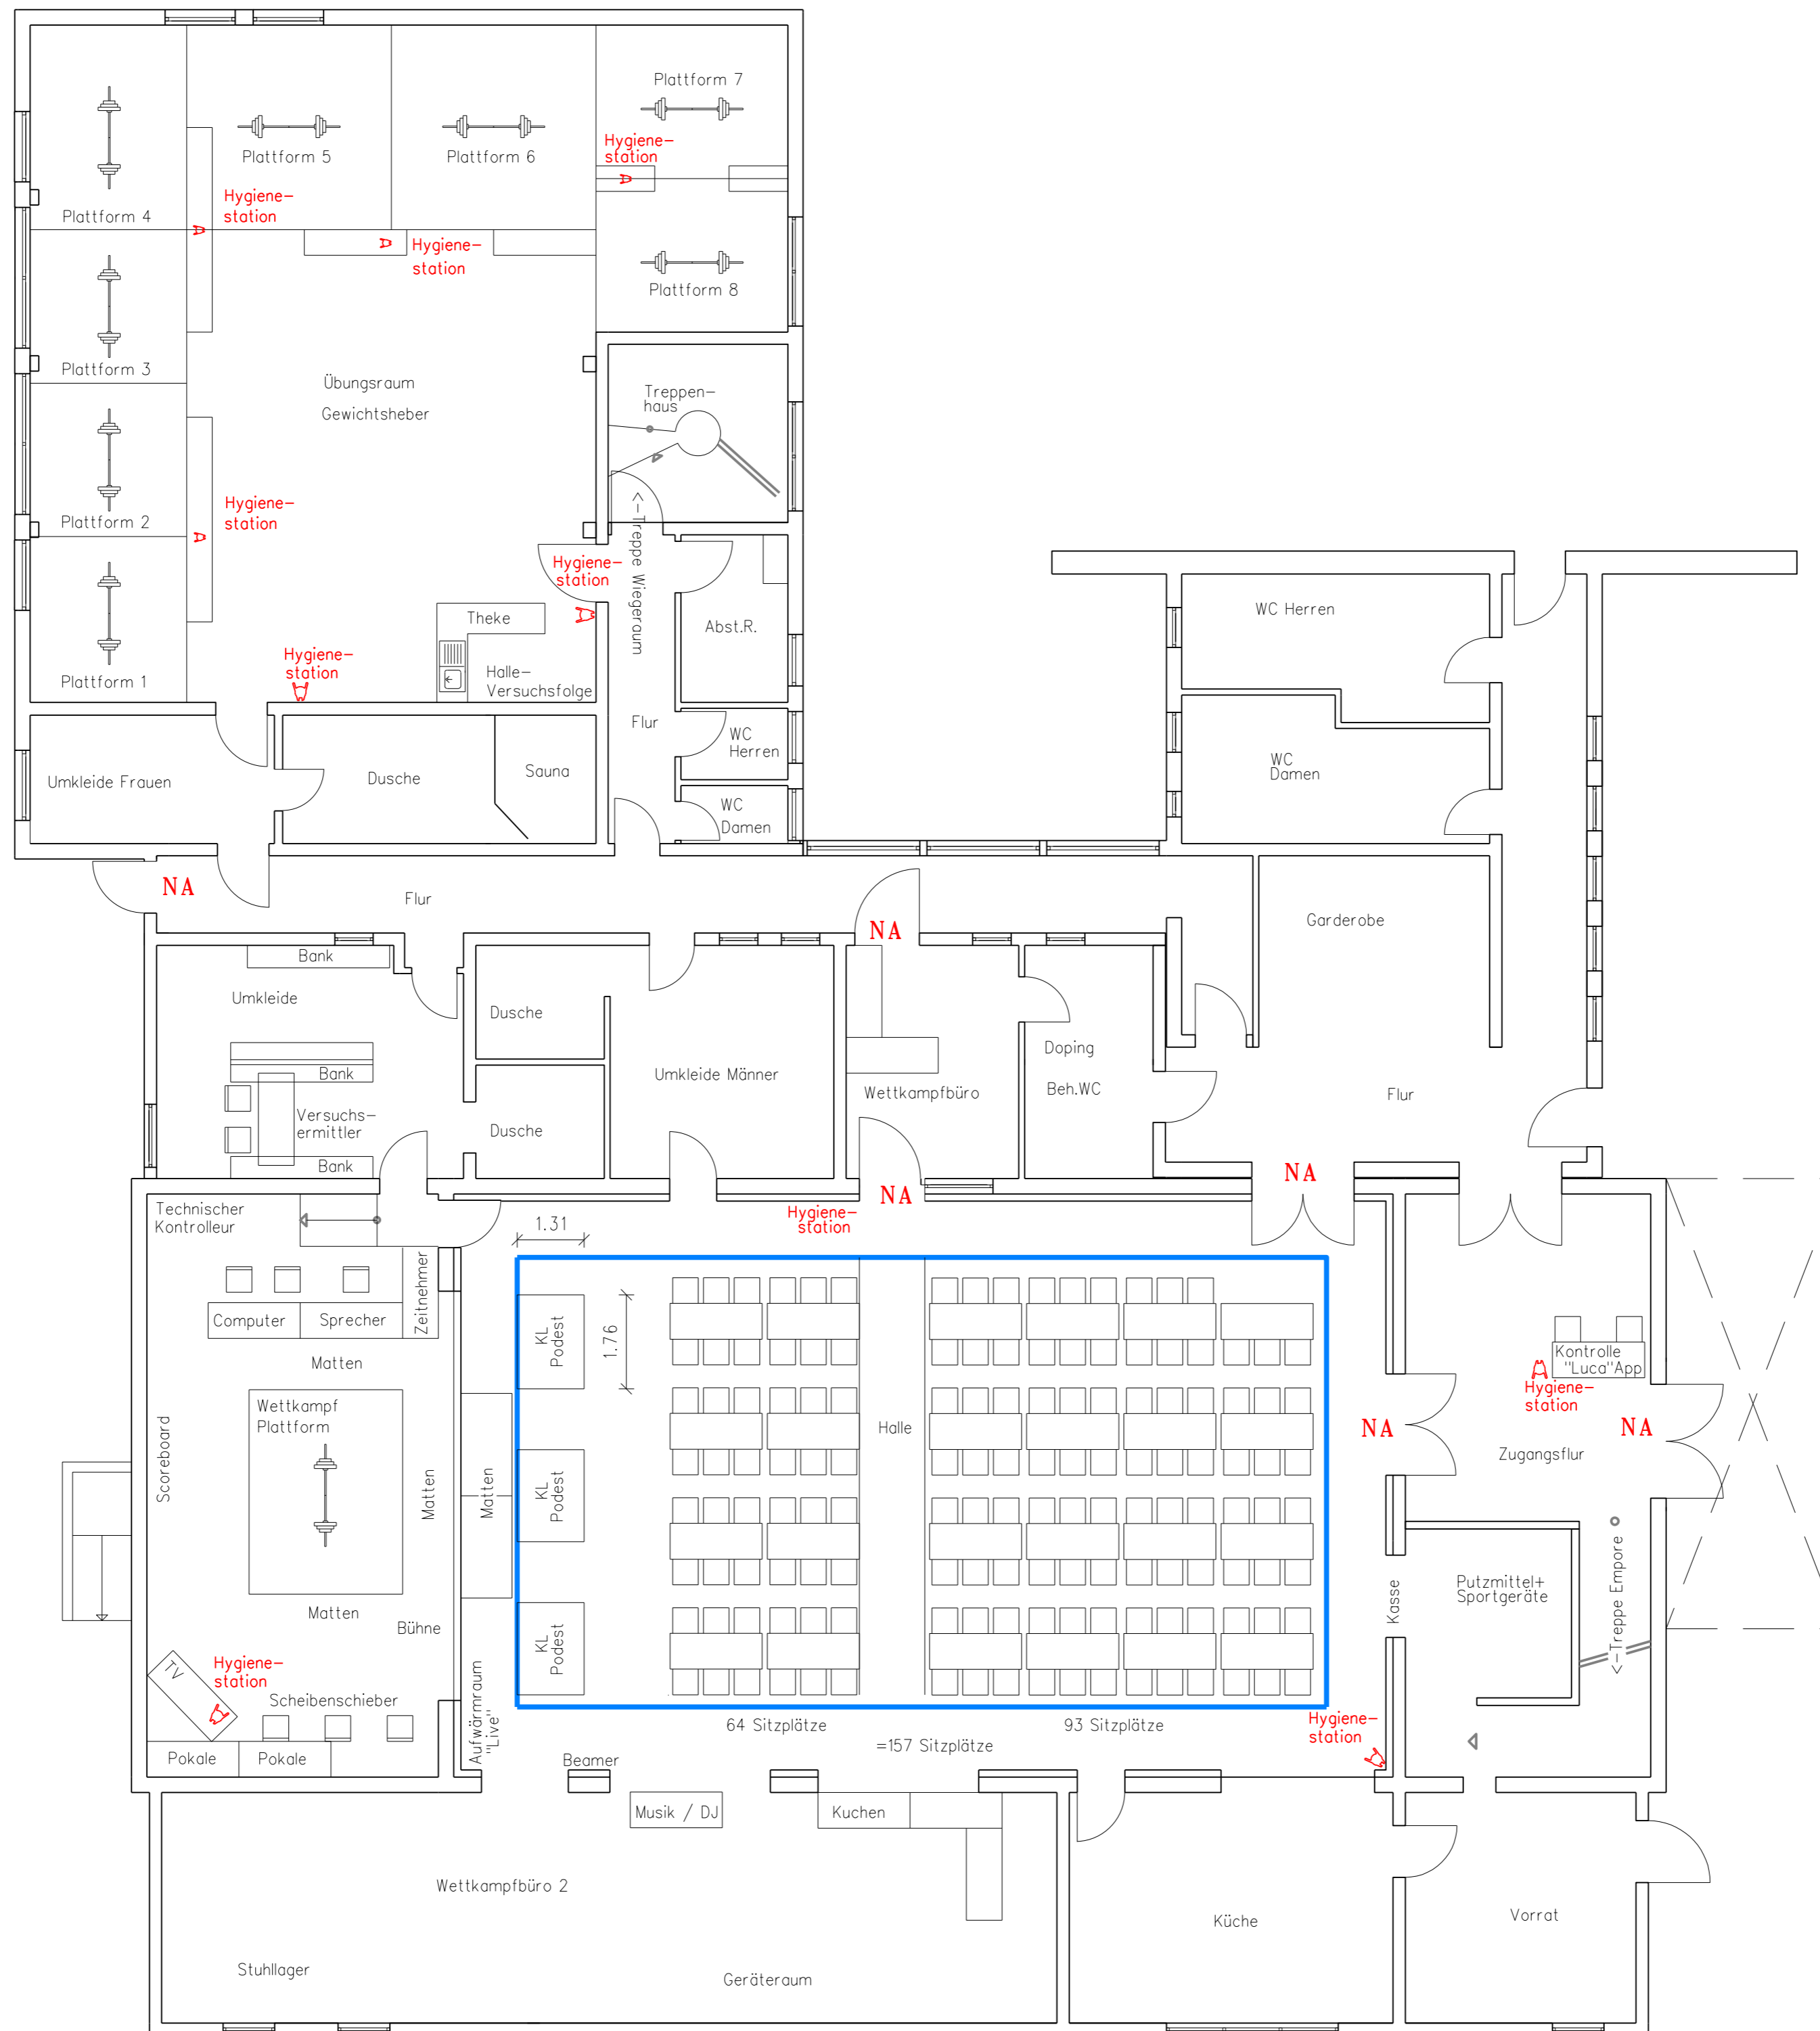 Plattform 7
Plattform 5
Plattform 6
Hygiene-
station
Hygiene-
station
Plattform 4
Hygiene-
station
Plattform 8
Plattform 3
Übungsraum
Gewichtsheber
Treppen-
haus
Hygiene-
station
Plattform 2
<-Treppe Wiegeraum
Hygiene-
station
Theke
Abst.R.
WC Herren
Hygiene-
station
Halle-
Versuchsfolge
Plattform 1
Flur
WC
Herren
Umkleide Frauen
Dusche
Sauna
WC
Damen
WC
Damen
NA
Flur
NA
Garderobe
Bank
Umkleide
Dusche
Bank
Umkleide Männer
Doping
Beh.WC
Wettkampfbüro
Flur
Versuchs-
ermittler
Dusche
Bank
NA
NA
Technischer
Kontrolleur
Hygiene-
station
1.31
Zeitnehmer
Computer
Sprecher
KL
Podest
1.76
Matten
Kontrolle
"Luca"App
Hygiene-
station
Wettkampf
Plattform
Scoreboard
Matten
Matten
KL
Podest
Halle
NA
NA
Zugangsflur
Matten
Bühne
KL
Podest
Kasse
Putzmittel+
Sportgeräte
<-Treppe Empore
TV
Hygiene-
station
Scheibenschieber
Aufwärmraum
"Live"
64 Sitzplätze
93 Sitzplätze
=157 Sitzplätze
Hygiene-
station
Pokale
Pokale
Beamer
Musik / DJ
Kuchen
Wettkampfbüro 2
Küche
Vorrat
Stuhllager
Geräteraum